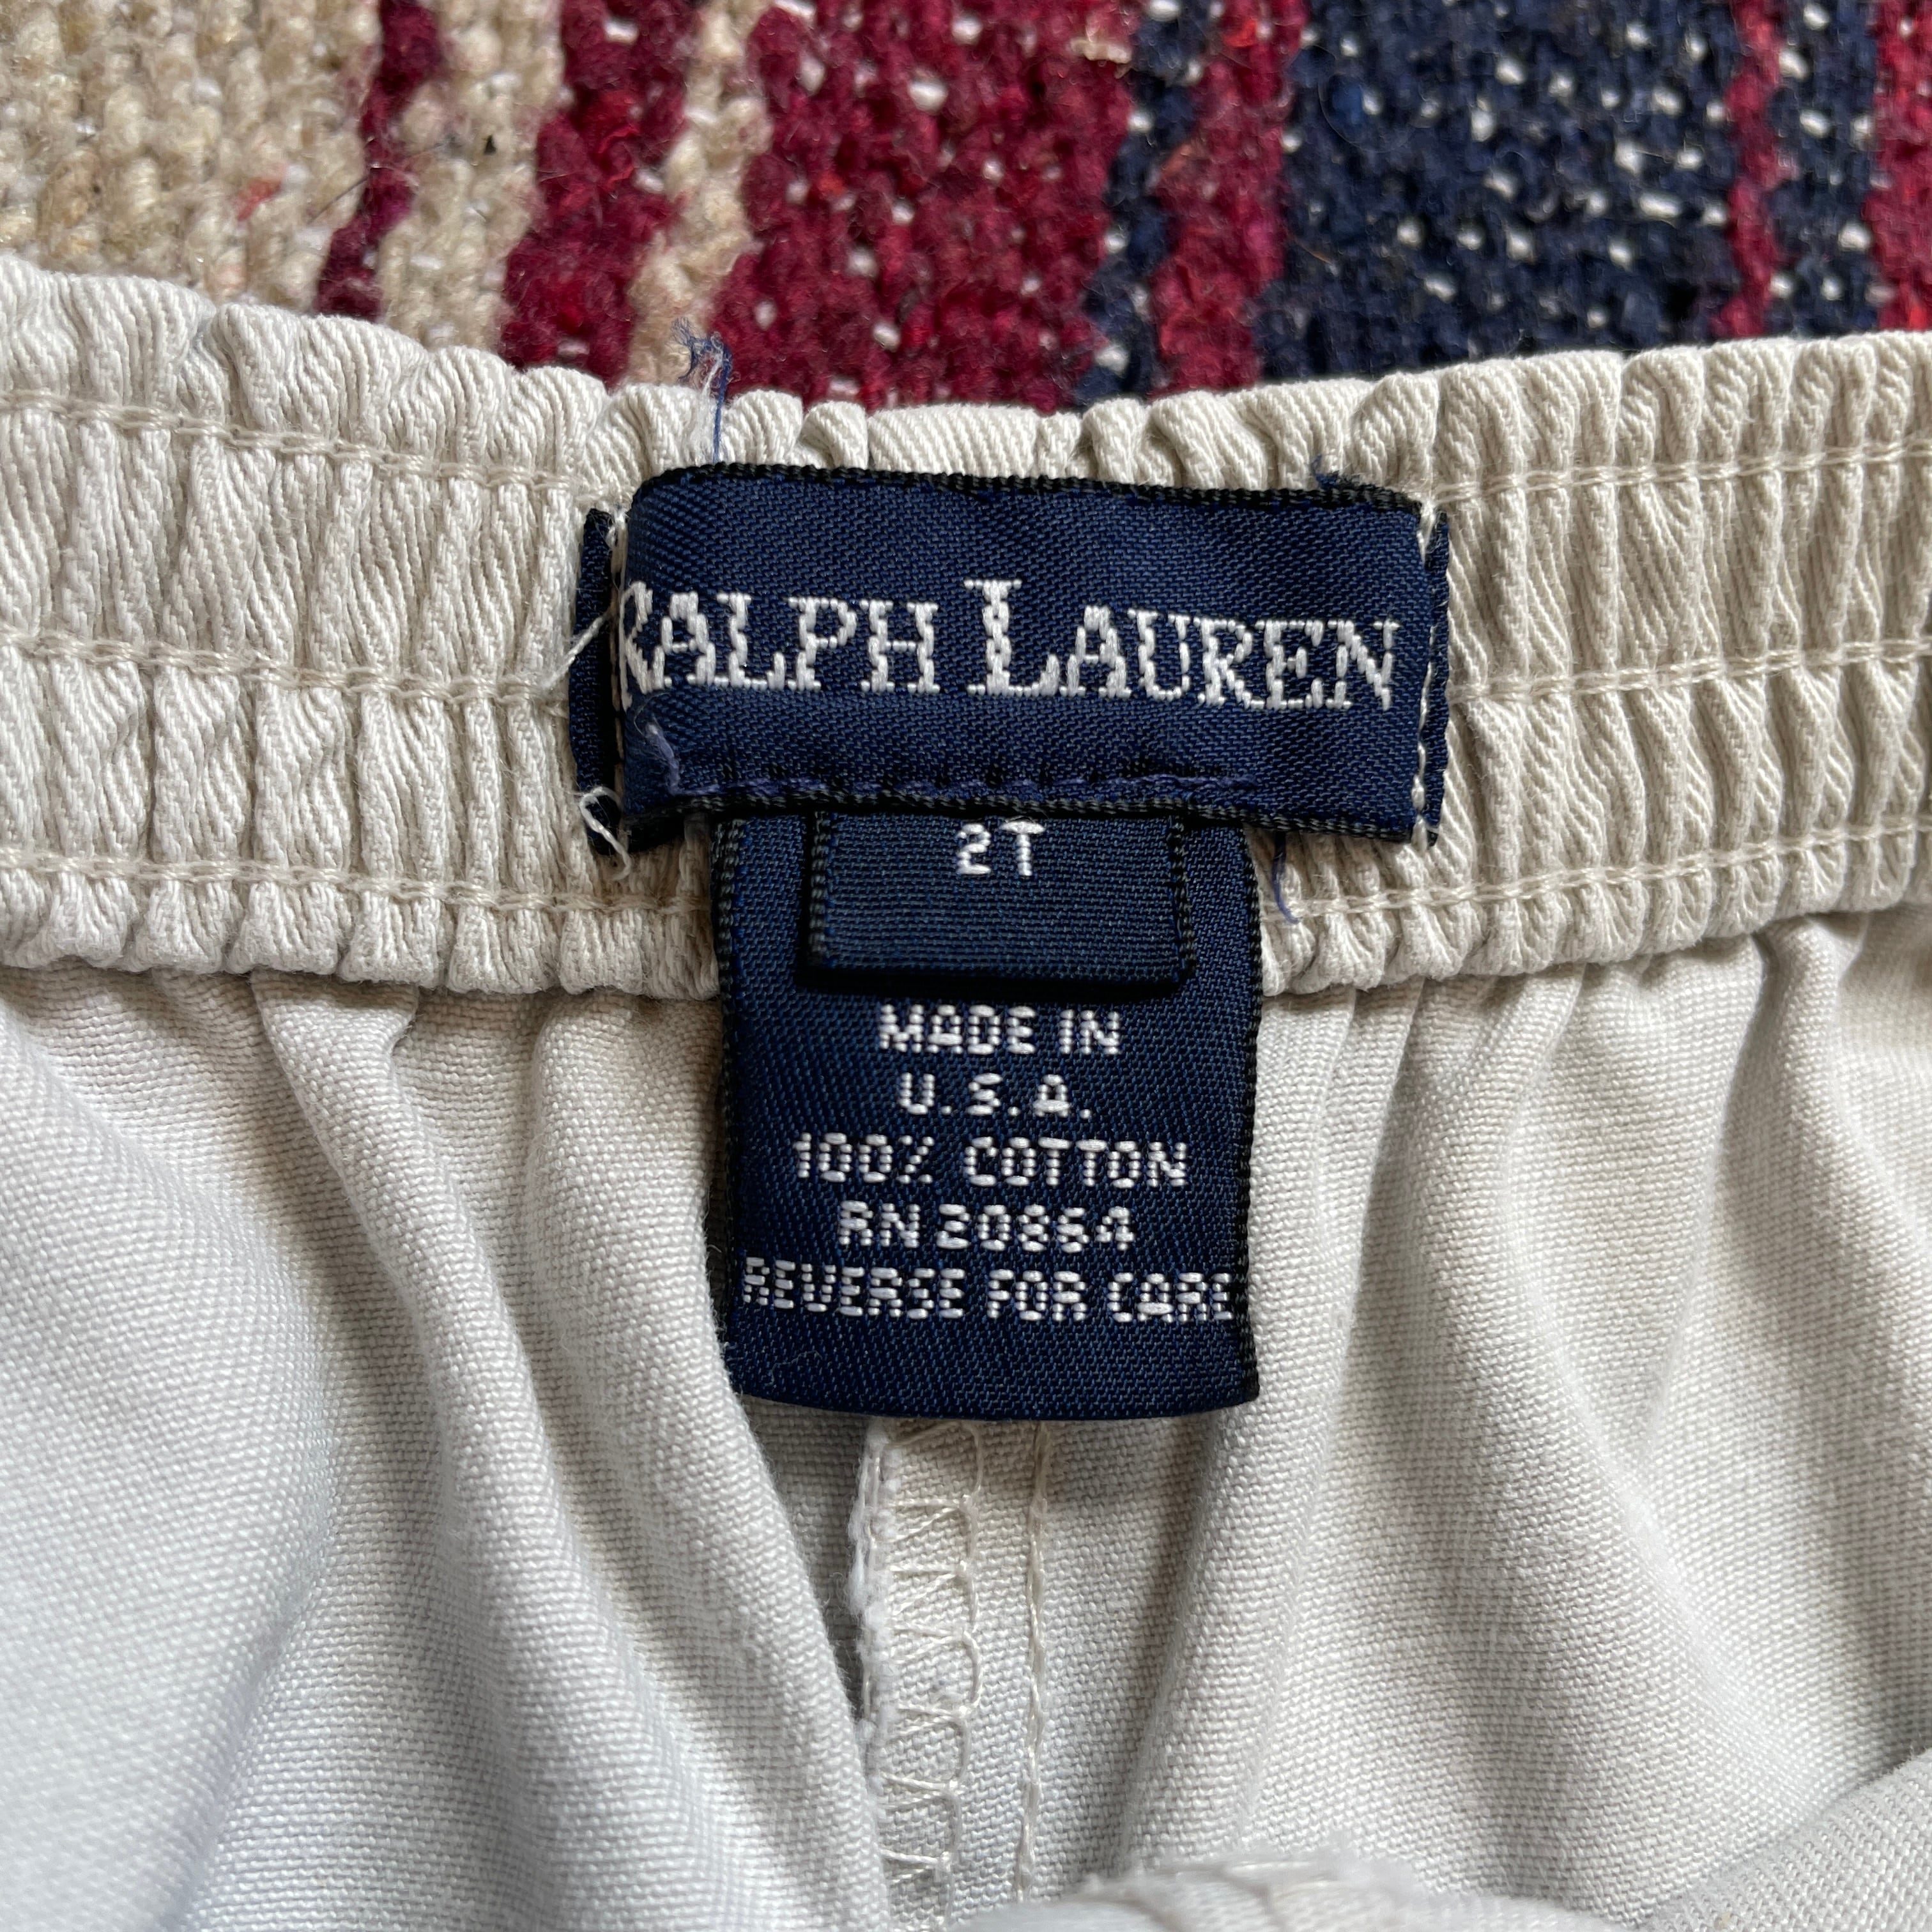 RALPH LAUREN
2T
MADE IN
U.S.A.
100% COTTON
RN 20864
REVERSE FOR CARE